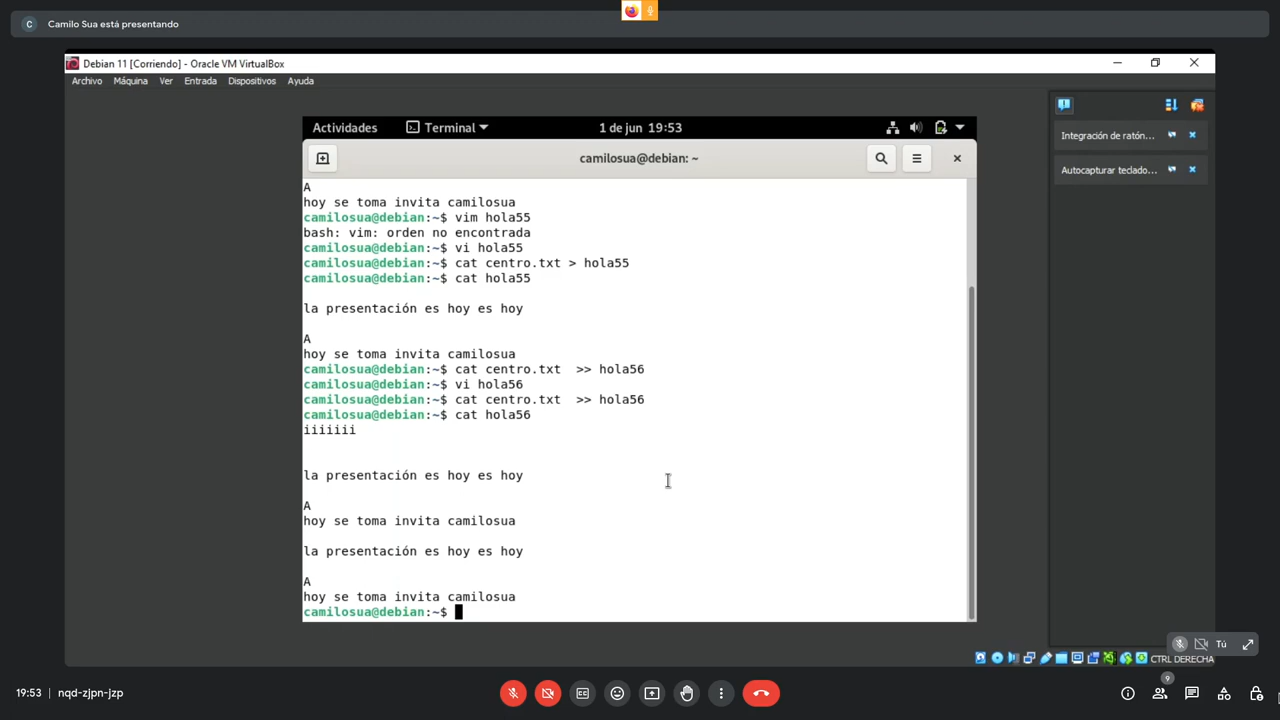 C Camilo Sua está presentando
Debian 11 [Corriendo] - Oracle VM VirtualBox
Archivo Máquina Ver Entrada Dispositivos Ayuda
Actividades Terminal 1 de jun 19:53
camilosua@debian: ~
Integración de ratón...
Autocapturar teclado...
A
hoy se toma invita camilosua
camilosua@debian:~$ vim hola55
bash: vim: orden no encontrada
camilosua@debian:~$ vi hola55
camilosua@debian:~$ cat centro.txt > hola55
camilosua@debian:~$ cat hola55
la presentación es hoy es hoy
A
hoy se toma invita camilosua
camilosua@debian:~$ cat centro.txt  >> hola56
camilosua@debian:~$ vi hola56
camilosua@debian:~$ cat centro.txt  >> hola56
camilosua@debian:~$ cat hola56
iiiiiii
la presentación es hoy es hoy
A
hoy se toma invita camilosua
la presentación es hoy es hoy
A
hoy se toma invita camilosua
camilosua@debian:~$
Tú
CTRL DERECHA
19:53 nqd-zjpn-jzp
9